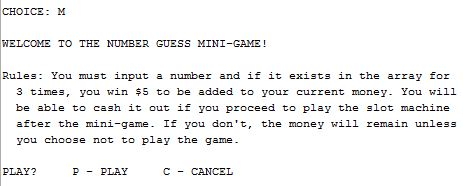 CHOICE: M
WELCOME TO THE NUMBER GUESS MINI-GAME!
Rules: You must input a number and if it exists in the array for
3 times, you win $5 to be added to your current money. You will
be able to cash it out if you proceed to play the slot machine
after the mini-game. If you don't, the money will remain unless
you choose not to play the game.
PLAY? P - PLAY C - CANCEL